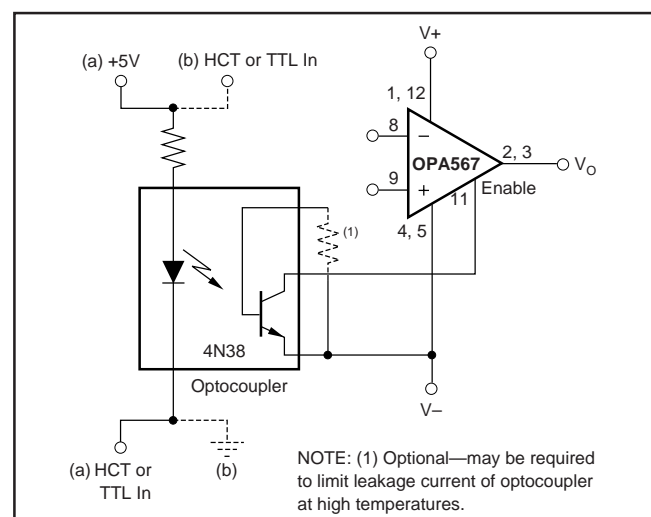 (a) +5V
(b) HCT or TTL In
V+
1, 12
8
−
OPA567
2, 3
V_O
9
+
Enable
11
4, 5
(1)
4N38
Optocoupler
V–
(a) HCT or
TTL In
(b)
NOTE: (1) Optional—may be required
to limit leakage current of optocoupler
at high temperatures.